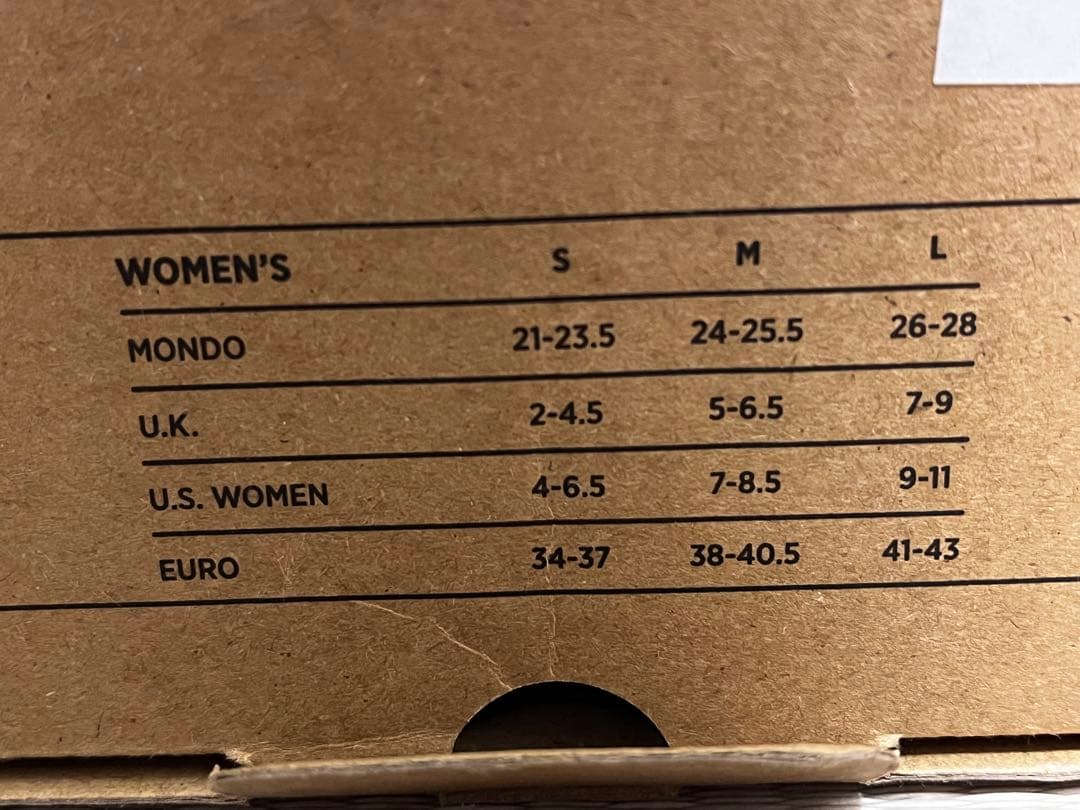 WOMEN'S S M L
MONDO 21-23.5 24-25.5 26-28
U.K. 2-4.5 5-6.5 7-9
U.S. WOMEN 4-6.5 7-8.5 9-11
EURO 34-37 38-40.5 41-43